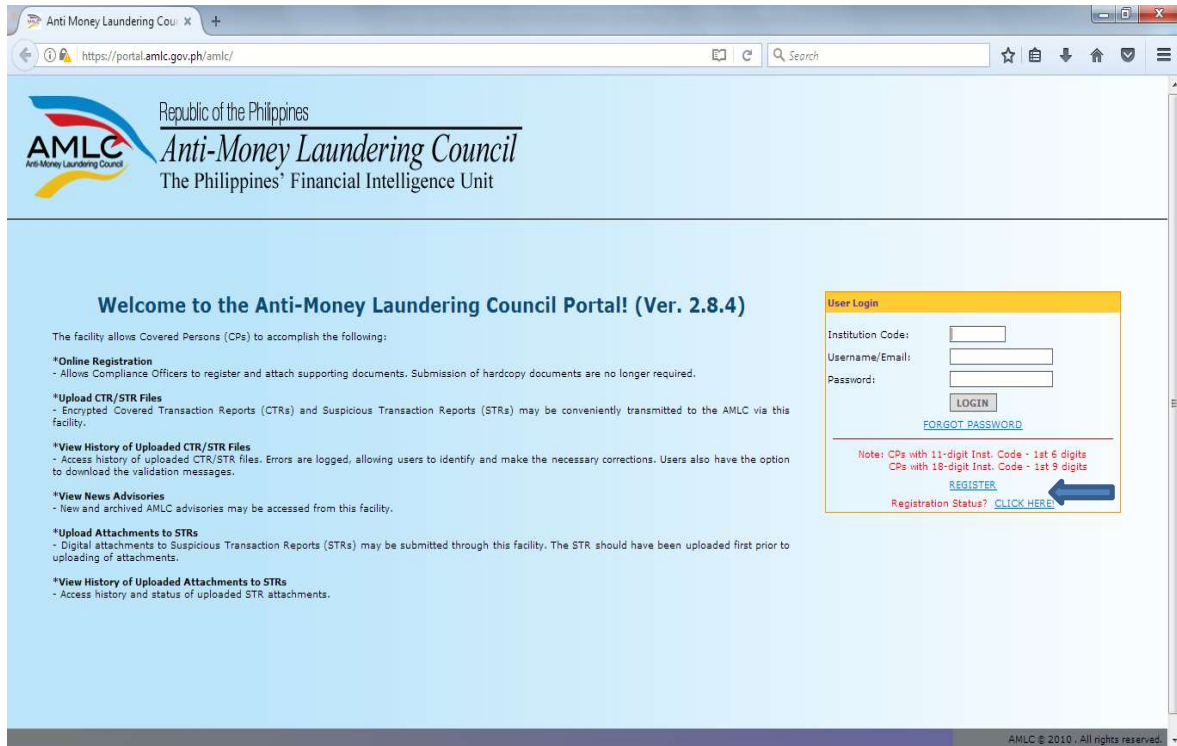 Anti Money Laundering Cour
https://portal.amlc.gov.ph/amlc/
Search
AMLC
Anti-Money Laundering Council
Republic of the Philippines
Anti-Money Laundering Council
The Philippines' Financial Intelligence Unit
Welcome to the Anti-Money Laundering Council Portal! (Ver. 2.8.4)
The facility allows Covered Persons (CPs) to accomplish the following:
*Online Registration
- Allows Compliance Officers to register and attach supporting documents. Submission of hardcopy documents are no longer required.
*Upload CTR/STR Files
- Encrypted Covered Transaction Reports (CTRs) and Suspicious Transaction Reports (STRs) may be conveniently transmitted to the AMLC via this
facility.
*View History of Uploaded CTR/STR Files
- Access history of uploaded CTR/STR files. Errors are logged, allowing users to identify and make the necessary corrections. Users also have the option
to download the validation messages.
*View News Advisories
- New and archived AMLC advisories may be accessed from this facility.
*Upload Attachments to STRs
- Digital attachments to Suspicious Transaction Reports (STRs) may be submitted through this facility. The STR should have been uploaded first prior to
uploading of attachments.
*View History of Uploaded Attachments to STRs
- Access history and status of uploaded STR attachments.
User Login
Institution Code:
Username/Email:
Password:
LOGIN
FORGOT PASSWORD
Note: CPs with 11-digit Inst. Code - 1st 6 digits
CPs with 18-digit Inst. Code - 1st 9 digits
REGISTER
Registration Status? CLICK HERE!
AMLC © 2010 . All rights reserved.